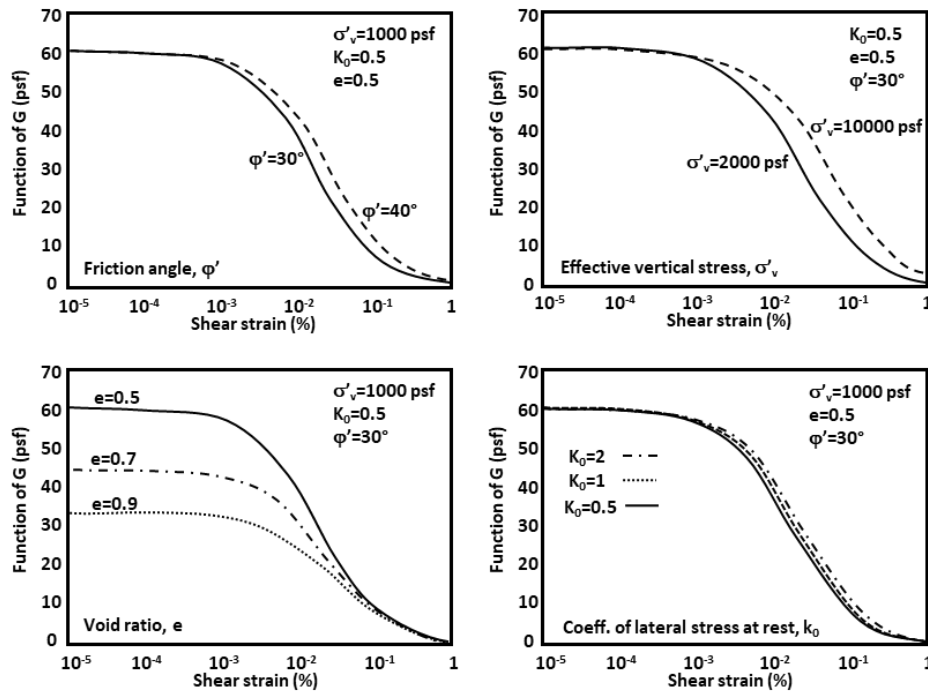 70
60
50
40
30
20
10
0
Function of G (psf)
σ'v=1000 psf
K0=0.5
e=0.5
φ'=30°
φ'=40°
Friction angle, φ'
10-5
10-4
10-3
10-2
10-1
1
Shear strain (%)
70
60
50
40
30
20
10
0
Function of G (psf)
K0=0.5
e=0.5
φ'=30°
σ'v=10000 psf
σ'v=2000 psf
Effective vertical stress, σ'v
10-5
10-4
10-3
10-2
10-1
1
Shear strain (%)
70
60
50
40
30
20
10
0
Function of G (psf)
e=0.5
e=0.7
e=0.9
σ'v=1000 psf
K0=0.5
φ'=30°
Void ratio, e
10-5
10-4
10-3
10-2
10-1
1
Shear strain (%)
70
60
50
40
30
20
10
0
Function of G (psf)
σ'v=1000 psf
e=0.5
φ'=30°
K0=2
K0=1
K0=0.5
Coeff. of lateral stress at rest, k0
10-5
10-4
10-3
10-2
10-1
1
Shear strain (%)